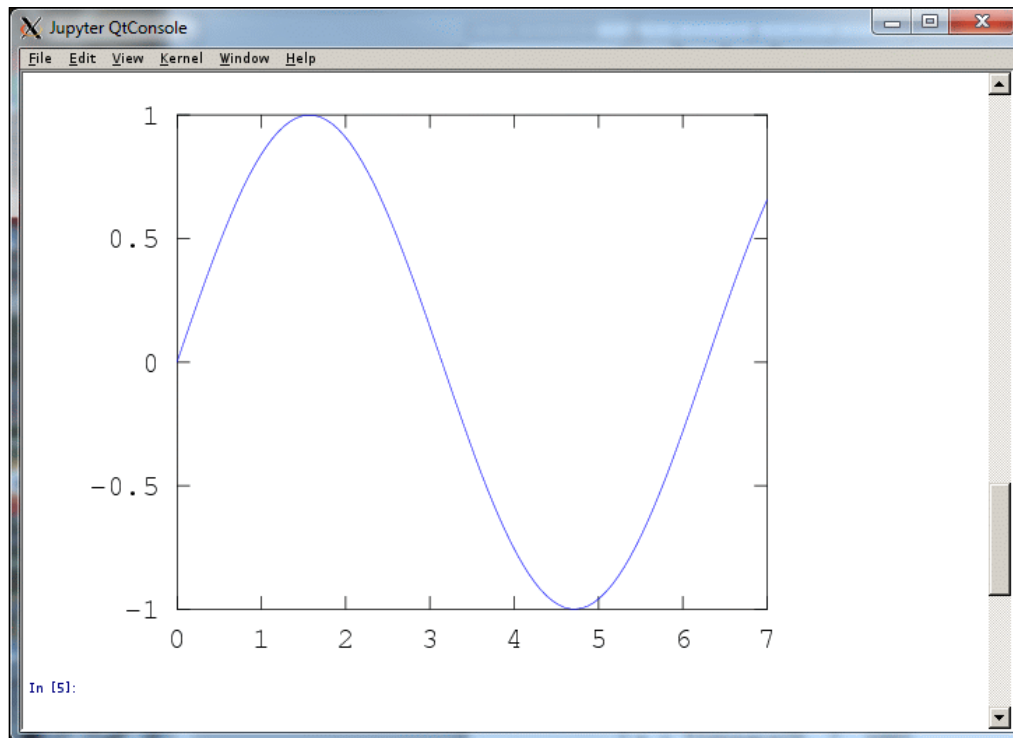 Jupyter QtConsole
File Edit View Kernel Window Help
1
0.5
0
−0.5
−1
0 1 2 3 4 5 6 7
In [5]: